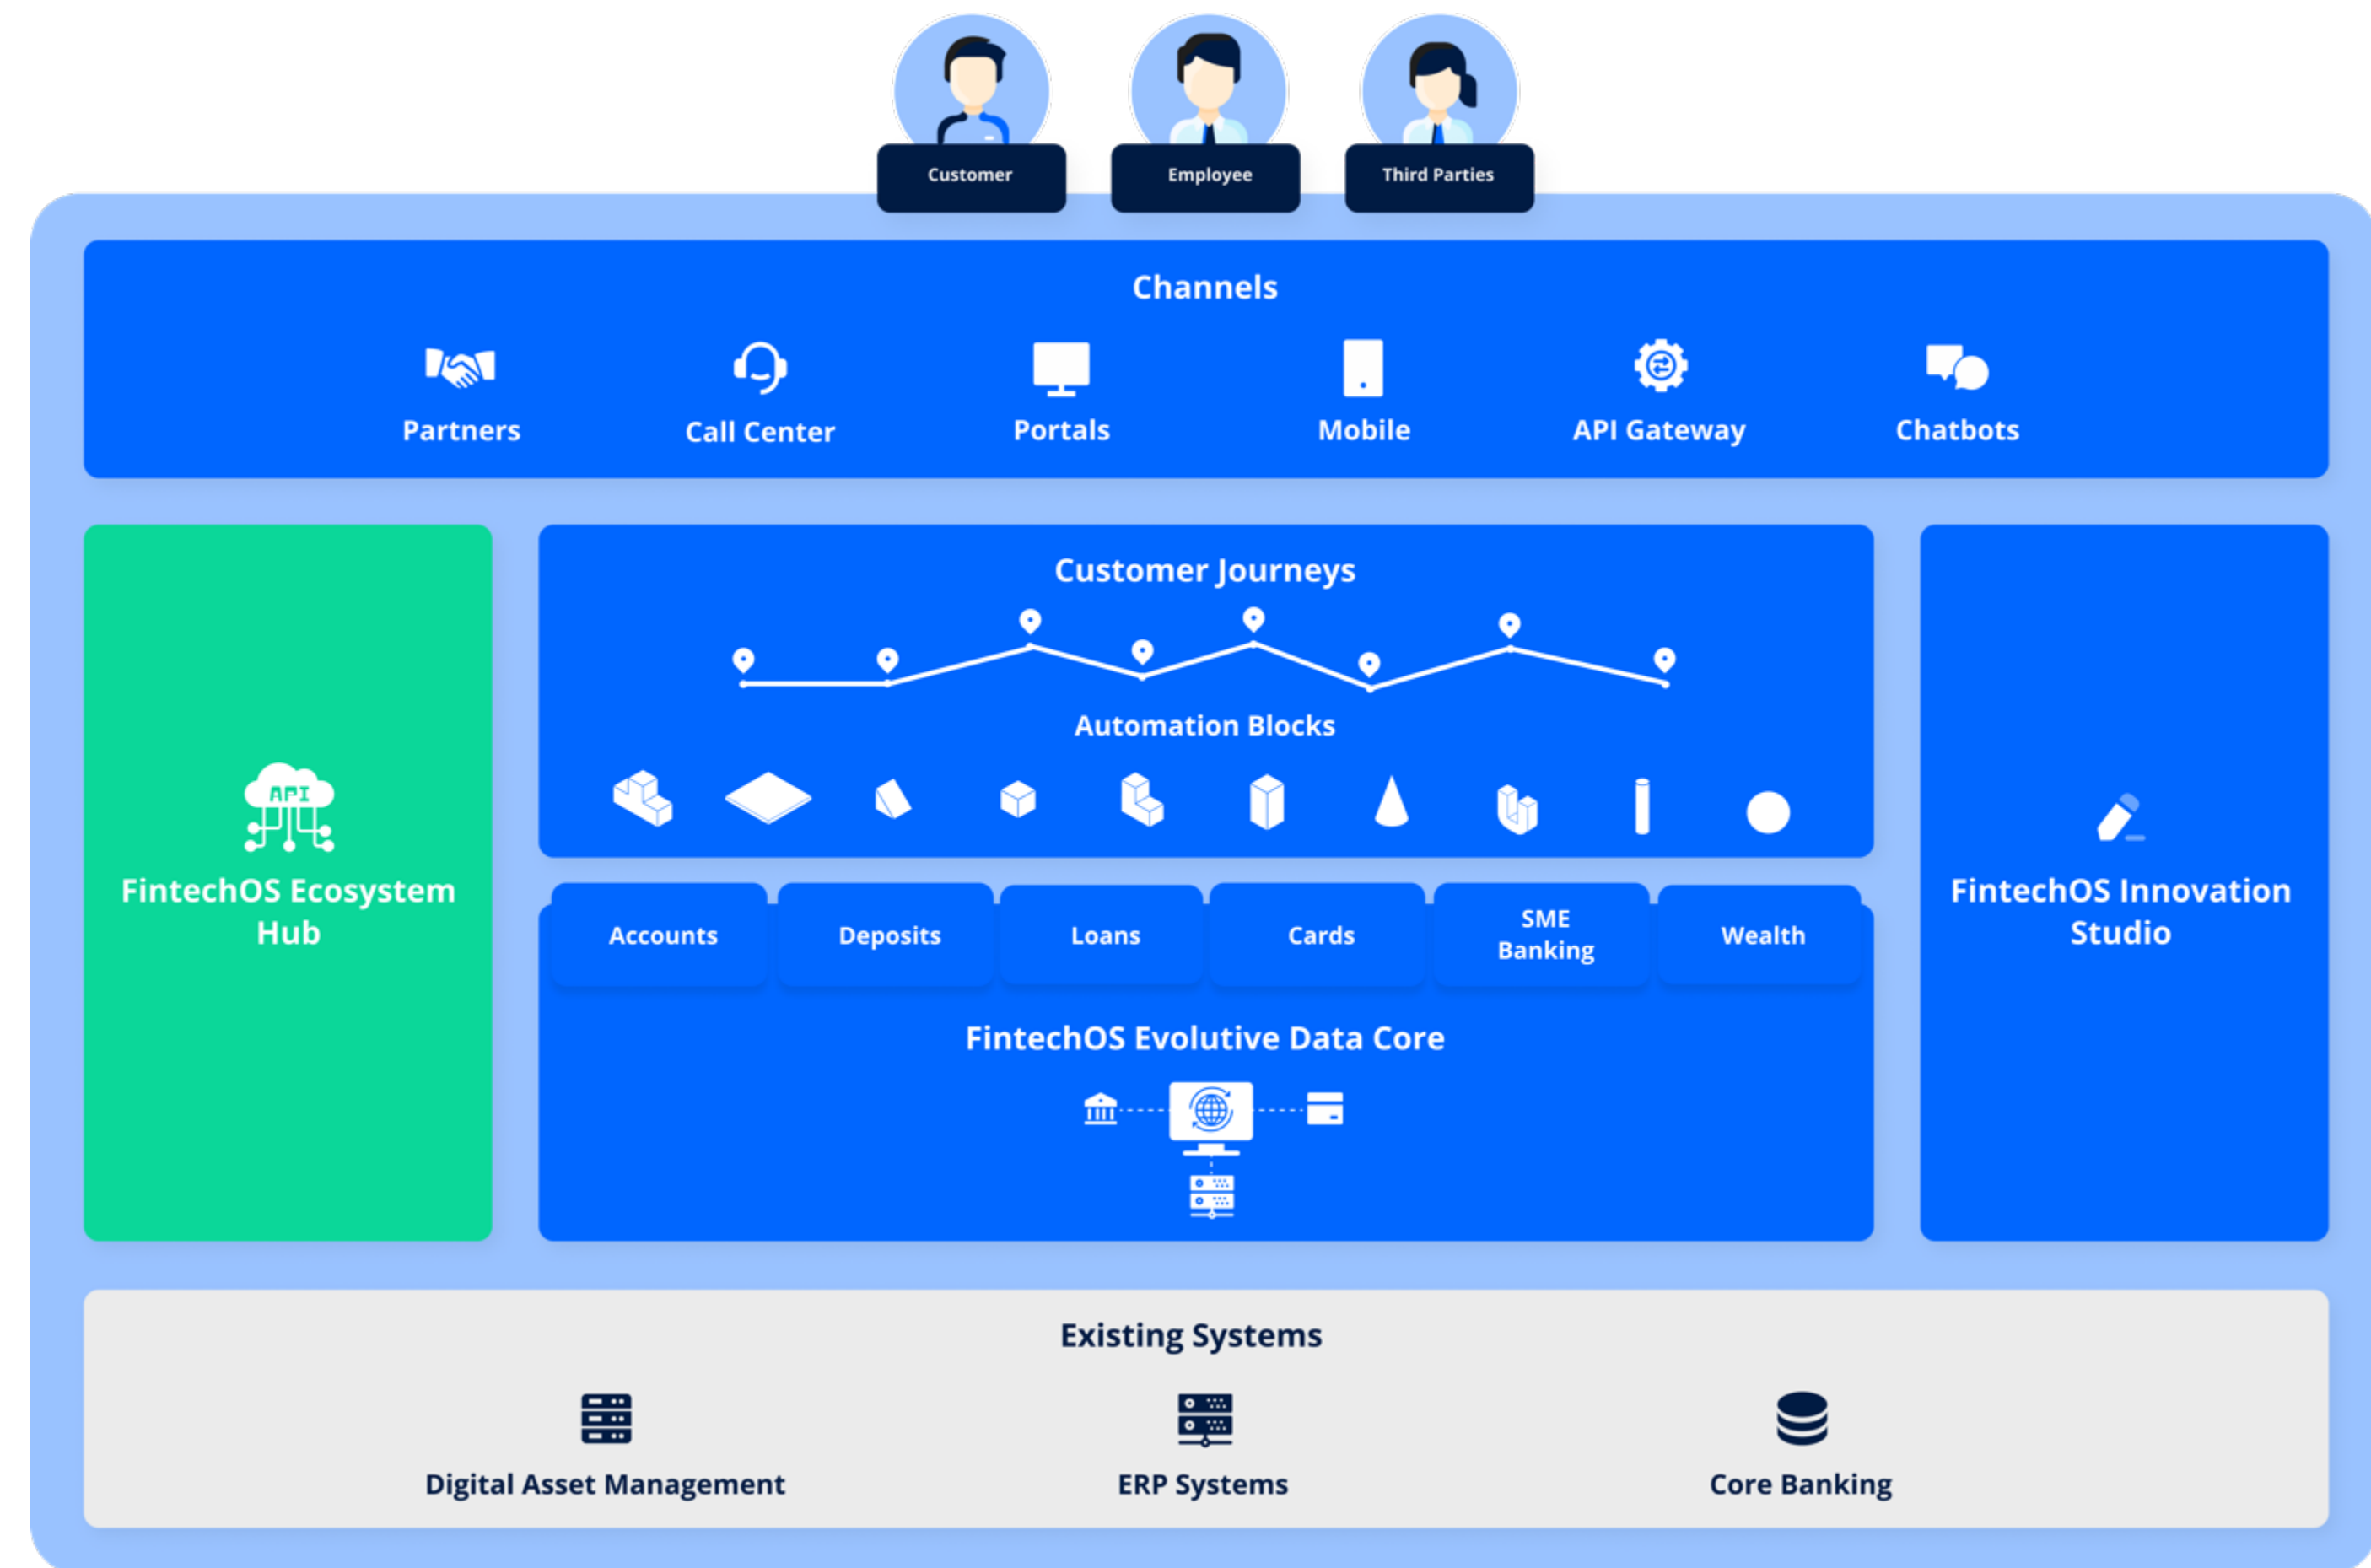 Customer
Employee
Third Parties
Channels
Partners
Call Center
Portals
Mobile
API Gateway
Chatbots
API
FintechOS Ecosystem
Hub
Customer Journeys
Automation Blocks
Accounts
Deposits
Loans
Cards
SME
Banking
Wealth
FintechOS Evolutive Data Core
FintechOS Innovation
Studio
Existing Systems
Digital Asset Management
ERP Systems
Core Banking